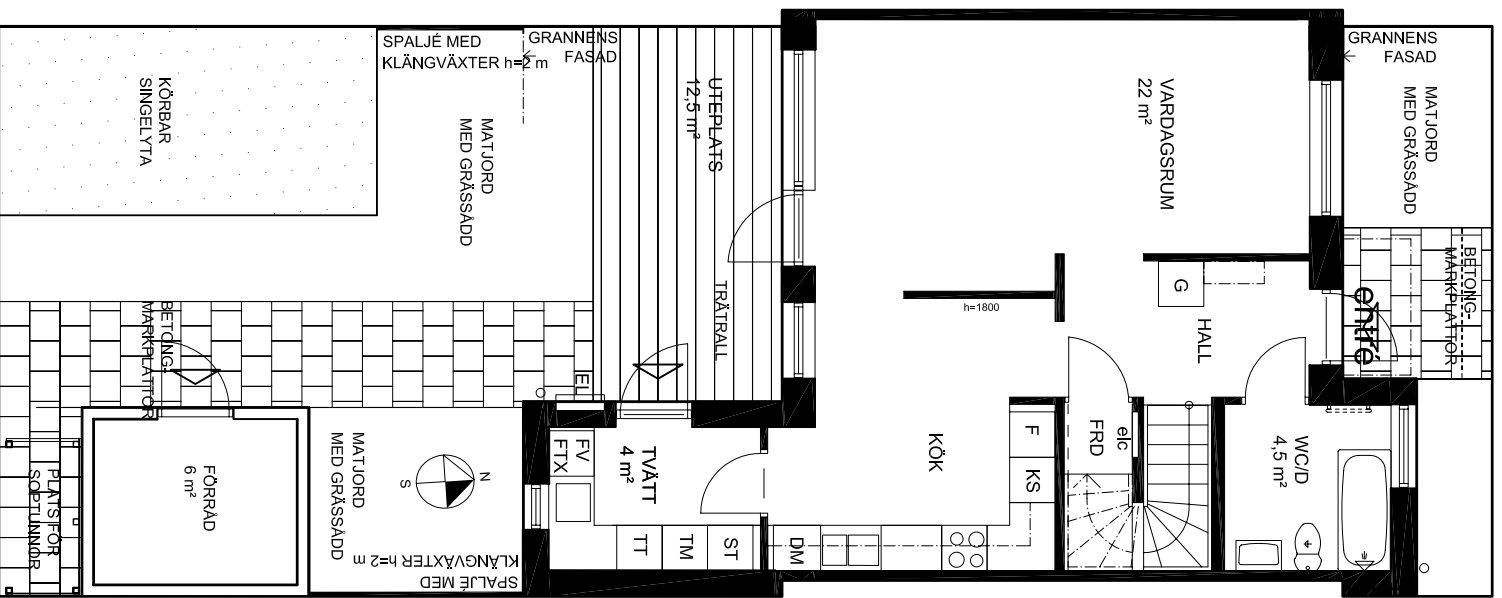 SPALJÉ MED
KLÄNGVÄXTER h=2 m
GRANNENS
FASAD
GRANNENS
FASAD
KÖRBAR
SINGELYTA
MATJORD
MED GRÄSSÅDD
UTEPLATS
12,5 m²
VARDAGSRUM
22 m²
MATJORD
MED GRÄSSÅDD
BETONG-
MARKPLATTOR
entré
HALL
G
h=1800
TRÄTRALL
BETONG-
MARKPLATTOR
EL
FV
FTX
TVÄTT
4 m²
KÖK
F
KS
elc
FRD
WC/D
4,5 m²
MATJORD
MED GRÄSSÅDD
N
S
FÖRRÅD
6 m²
PLATS FÖR
SOPTUNNOR
SPALJÉ MED
KLÄNGVÄXTER h=2 m
TT
TM
ST
DM